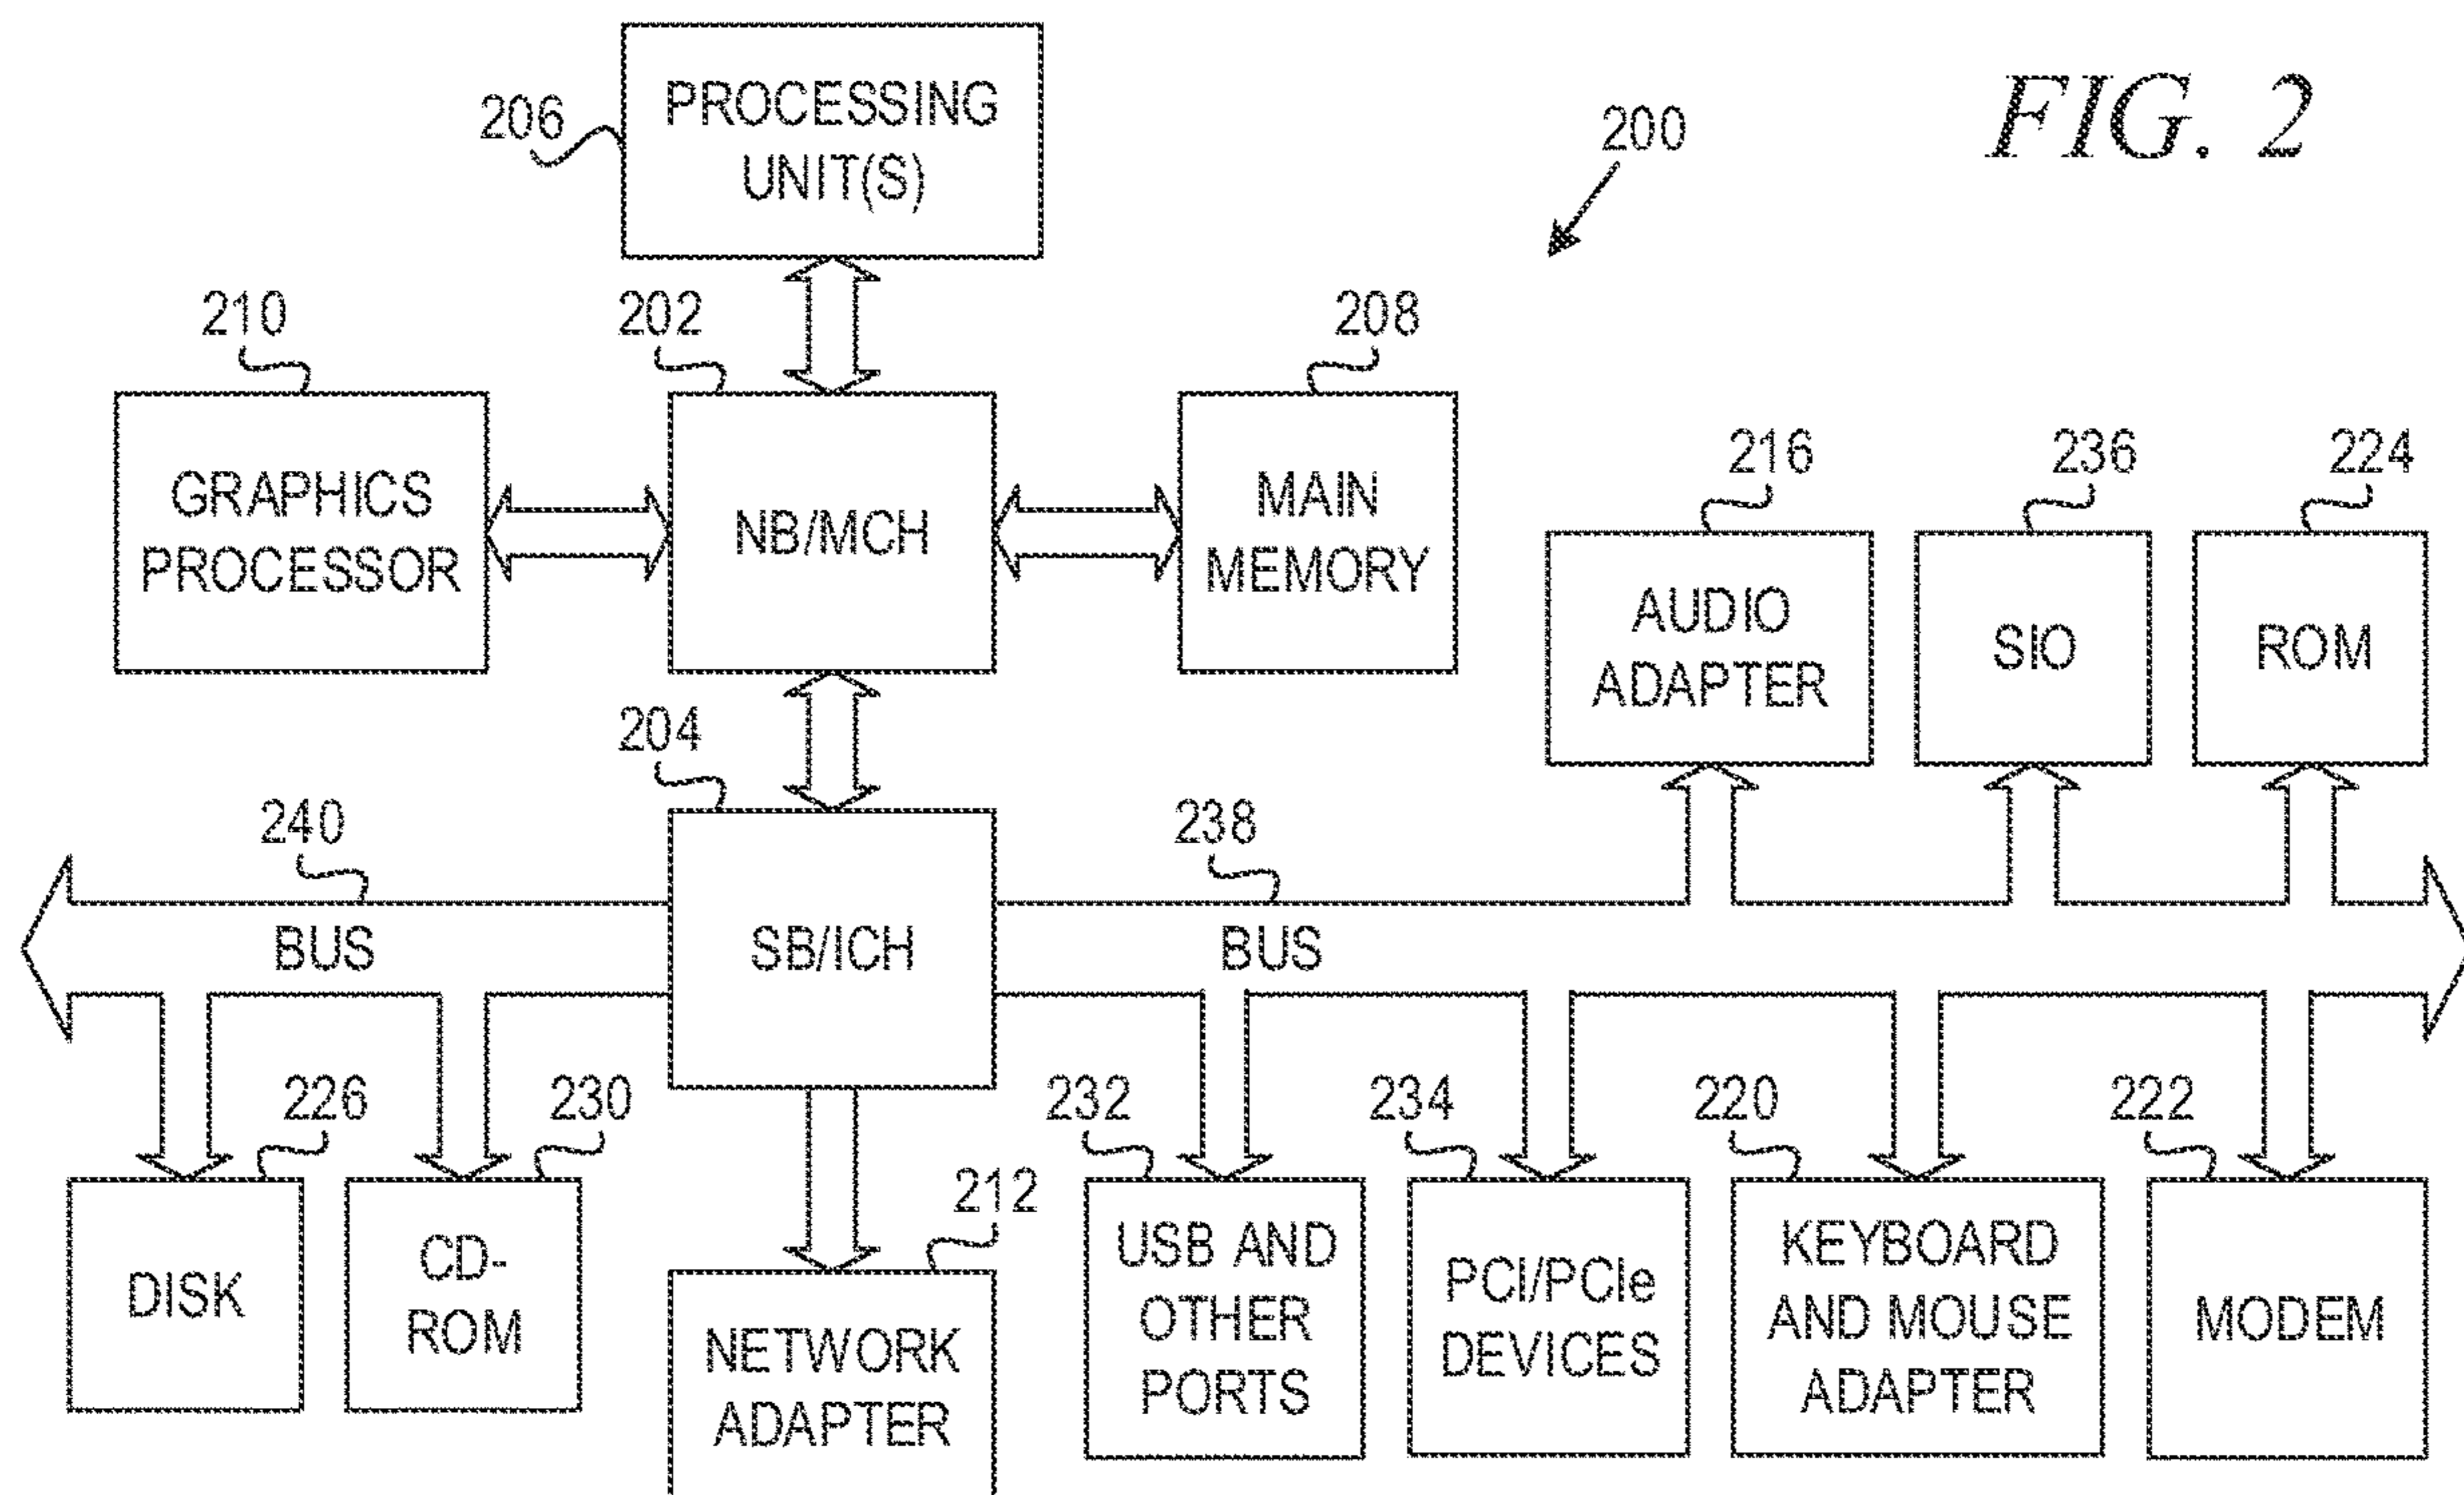 FIG. 2
200
206
PROCESSING
UNIT(S)
210
202
208
GRAPHICS
PROCESSOR
NB/MCH
MAIN
MEMORY
216
236
224
AUDIO
ADAPTER
SIO
ROM
204
240
238
BUS
SB/ICH
BUS
226
230
212
232
234
220
222
DISK
CD-
ROM
NETWORK
ADAPTER
USB AND
OTHER
PORTS
PCI/PCIe
DEVICES
KEYBOARD
AND MOUSE
ADAPTER
MODEM